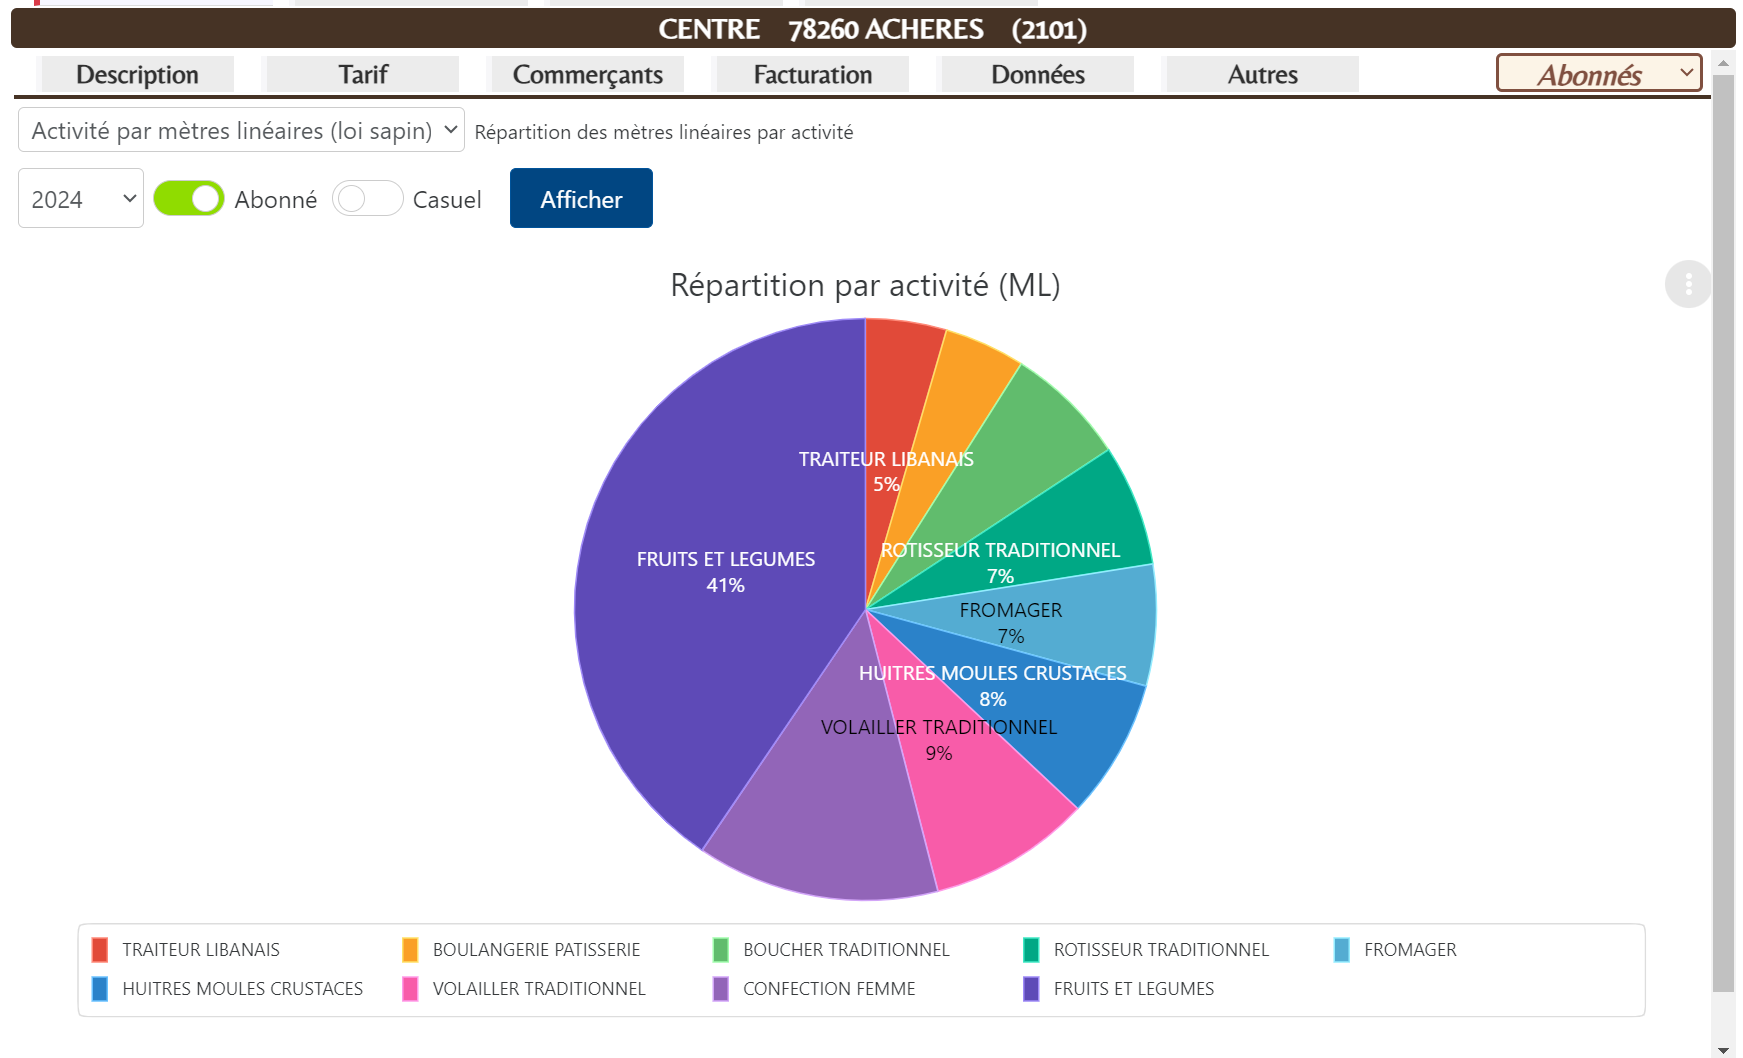 CENTRE 78260 ACHERES (2101)
Description Tarif Commerçants Facturation Données Autres Abonnés
Activité par mètres linéaires (loi sapin) Répartition des mètres linéaires par activité
2024 Abonné Casuel Afficher
Répartition par activité (ML)
TRAITEUR LIBANAIS
5%
ROTISSEUR TRADITIONNEL
7%
FRUITS ET LEGUMES
41%
FROMAGER
7%
HUITRES MOULES CRUSTACES
8%
VOLAILLER TRADITIONNEL
9%
TRAITEUR LIBANAIS BOULANGERIE PATISSERIE BOUCHER TRADITIONNEL ROTISSEUR TRADITIONNEL FROMAGER
HUITRES MOULES CRUSTACES VOLAILLER TRADITIONNEL CONFECTION FEMME FRUITS ET LEGUMES